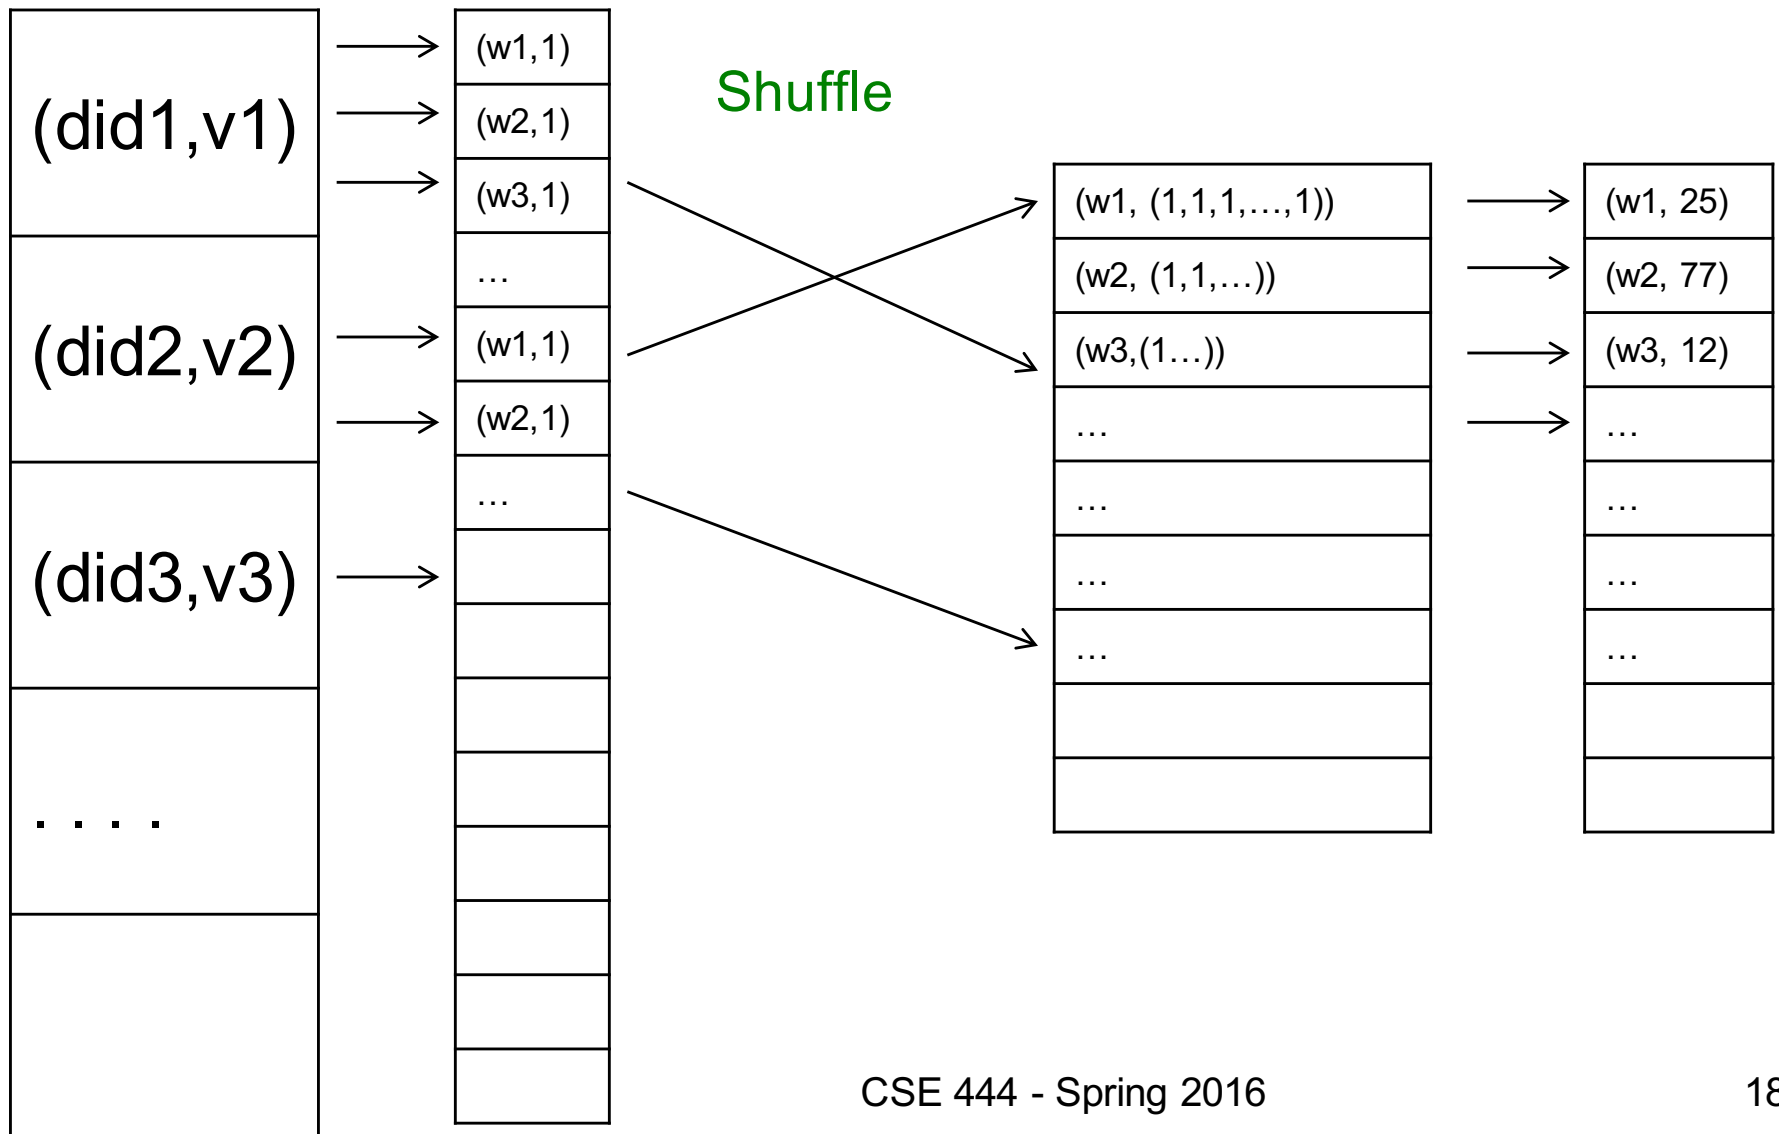 (did1,v1)
(did2,v2)
(did3,v3)
. . . .
(w1,1)
(w2,1)
(w3,1)
…
(w1,1)
(w2,1)
…
Shuffle
(w1, (1,1,1,…,1))
(w2, (1,1,…))
(w3,(1…))
…
…
…
…
(w1, 25)
(w2, 77)
(w3, 12)
…
…
…
…
CSE 444 - Spring 2016
18